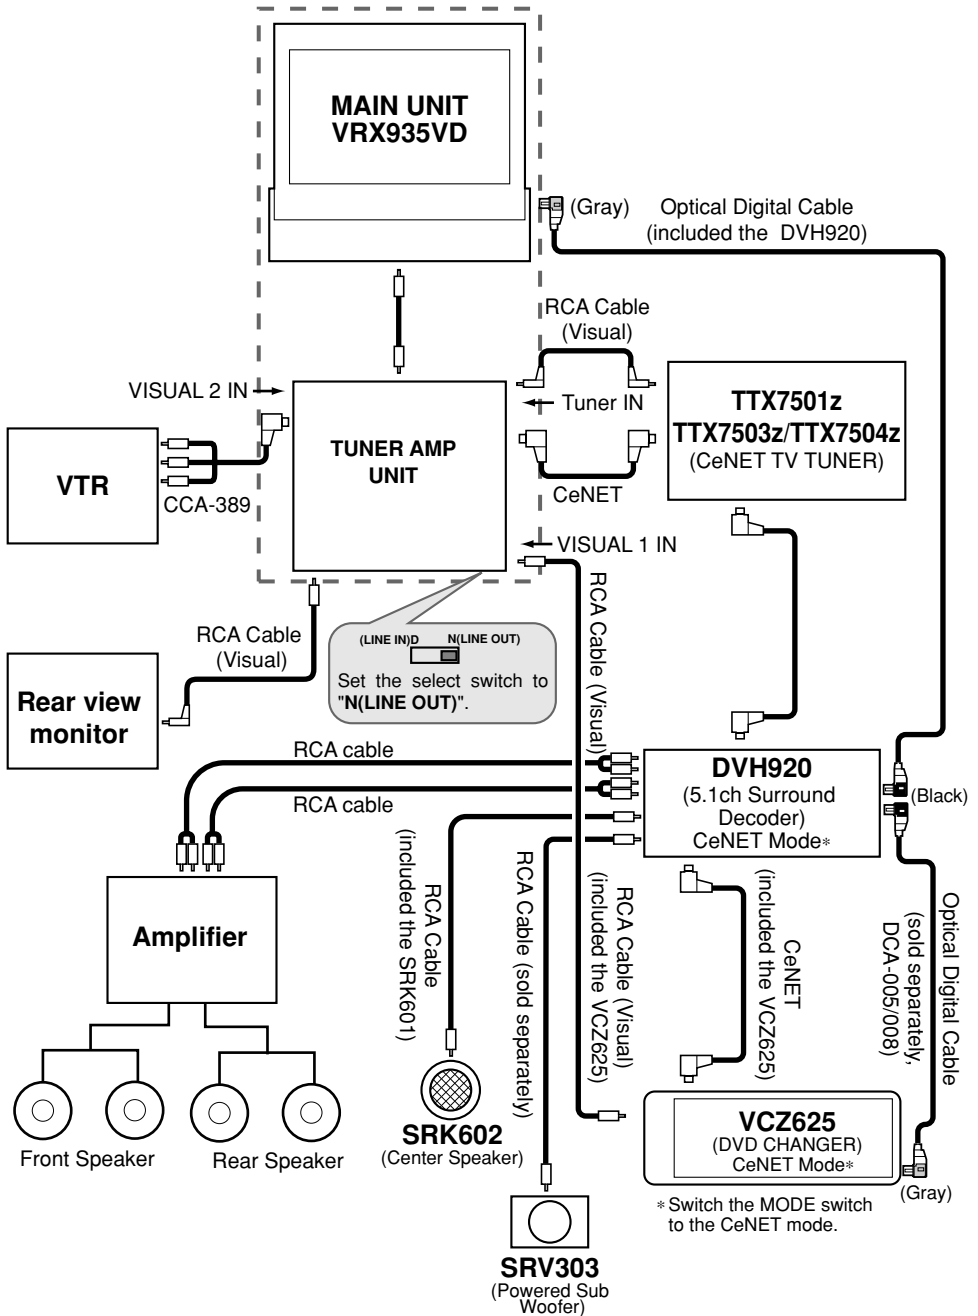 MAIN UNIT
VRX935VD
(Gray)
Optical Digital Cable
(included the DVH920)
RCA Cable
(Visual)
VISUAL 2 IN
Tuner IN
TTX7501z
TTX7503z/TTX7504z
(CeNET TV TUNER)
TUNER AMP
UNIT
VTR
CCA-389
CeNET
VISUAL 1 IN
RCA Cable (Visual)
RCA Cable
(Visual)
(LINE IN)D N(LINE OUT)
Set the select switch to
"N(LINE OUT)".
Rear view
monitor
RCA cable
RCA cable
DVH920
(5.1ch Surround
Decoder)
CeNET Mode*
(Black)
Amplifier
RCA Cable
(included the SRK601)
RCA Cable (sold separately)
RCA Cable (Visual)
(included the VCZ625)
CeNET
(included the VCZ625)
Optical Digital Cable
(sold separately,
DCA-005/008)
Front Speaker
Rear Speaker
SRK602
(Center Speaker)
VCZ625
(DVD CHANGER)
CeNET Mode*
(Gray)
* Switch the MODE switch
to the CeNET mode.
SRV303
(Powered Sub
Woofer)